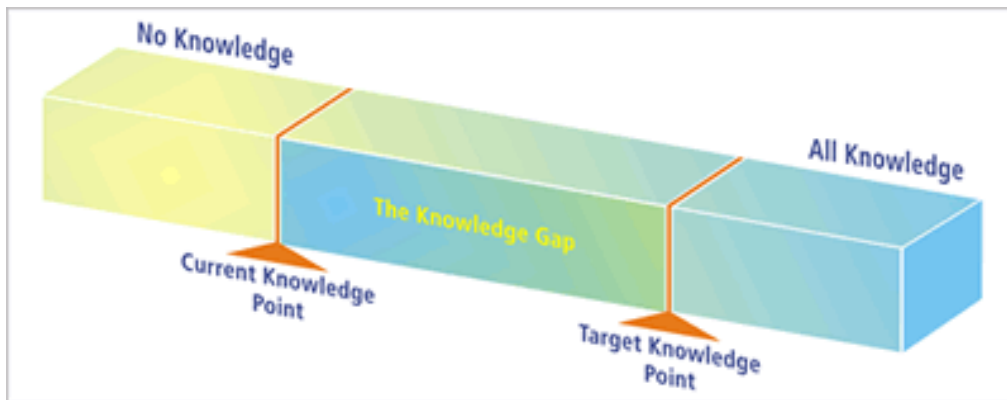 No Knowledge
All Knowledge
The Knowledge Gap
Current Knowledge
Point
Target Knowledge
Point